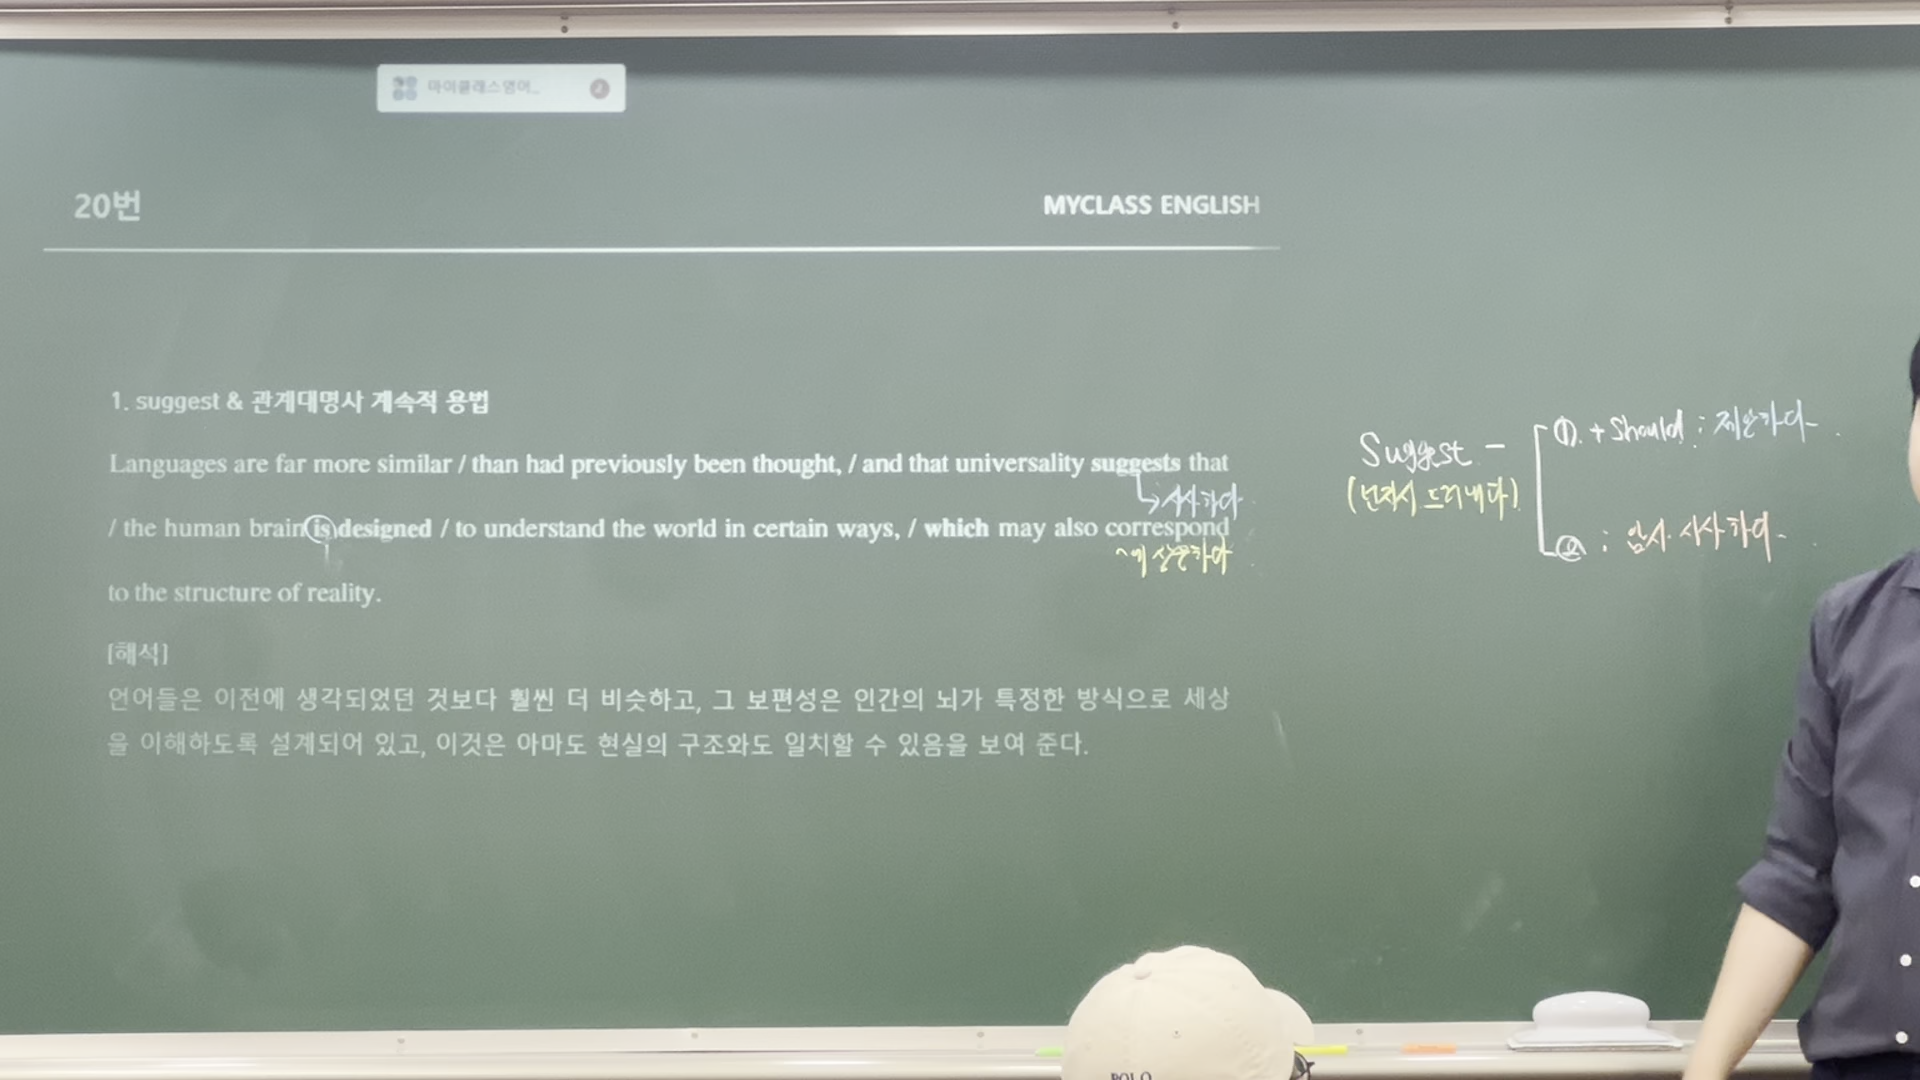 마이클래스영어...
20번
MYCLASS ENGLISH
1. suggest & 관계대명사 계속적 용법
Languages are far more similar / than had previously been thought, / and that universality suggests that
시사하다
/ the human brain is designed / to understand the world in certain ways, / which may also correspond
~에 상응하다
to the structure of reality.
[해석]
언어들은 이전에 생각되었던 것보다 훨씬 더 비슷하고, 그 보편성은 인간의 뇌가 특정한 방식으로 세상
을 이해하도록 설계되어 있고, 이것은 아마도 현실의 구조와도 일치할 수 있음을 보여 준다.
Suggest -
(넌지시 드러내다)
① + Should : 제안하다
② : 암시. 시사하다
POLO